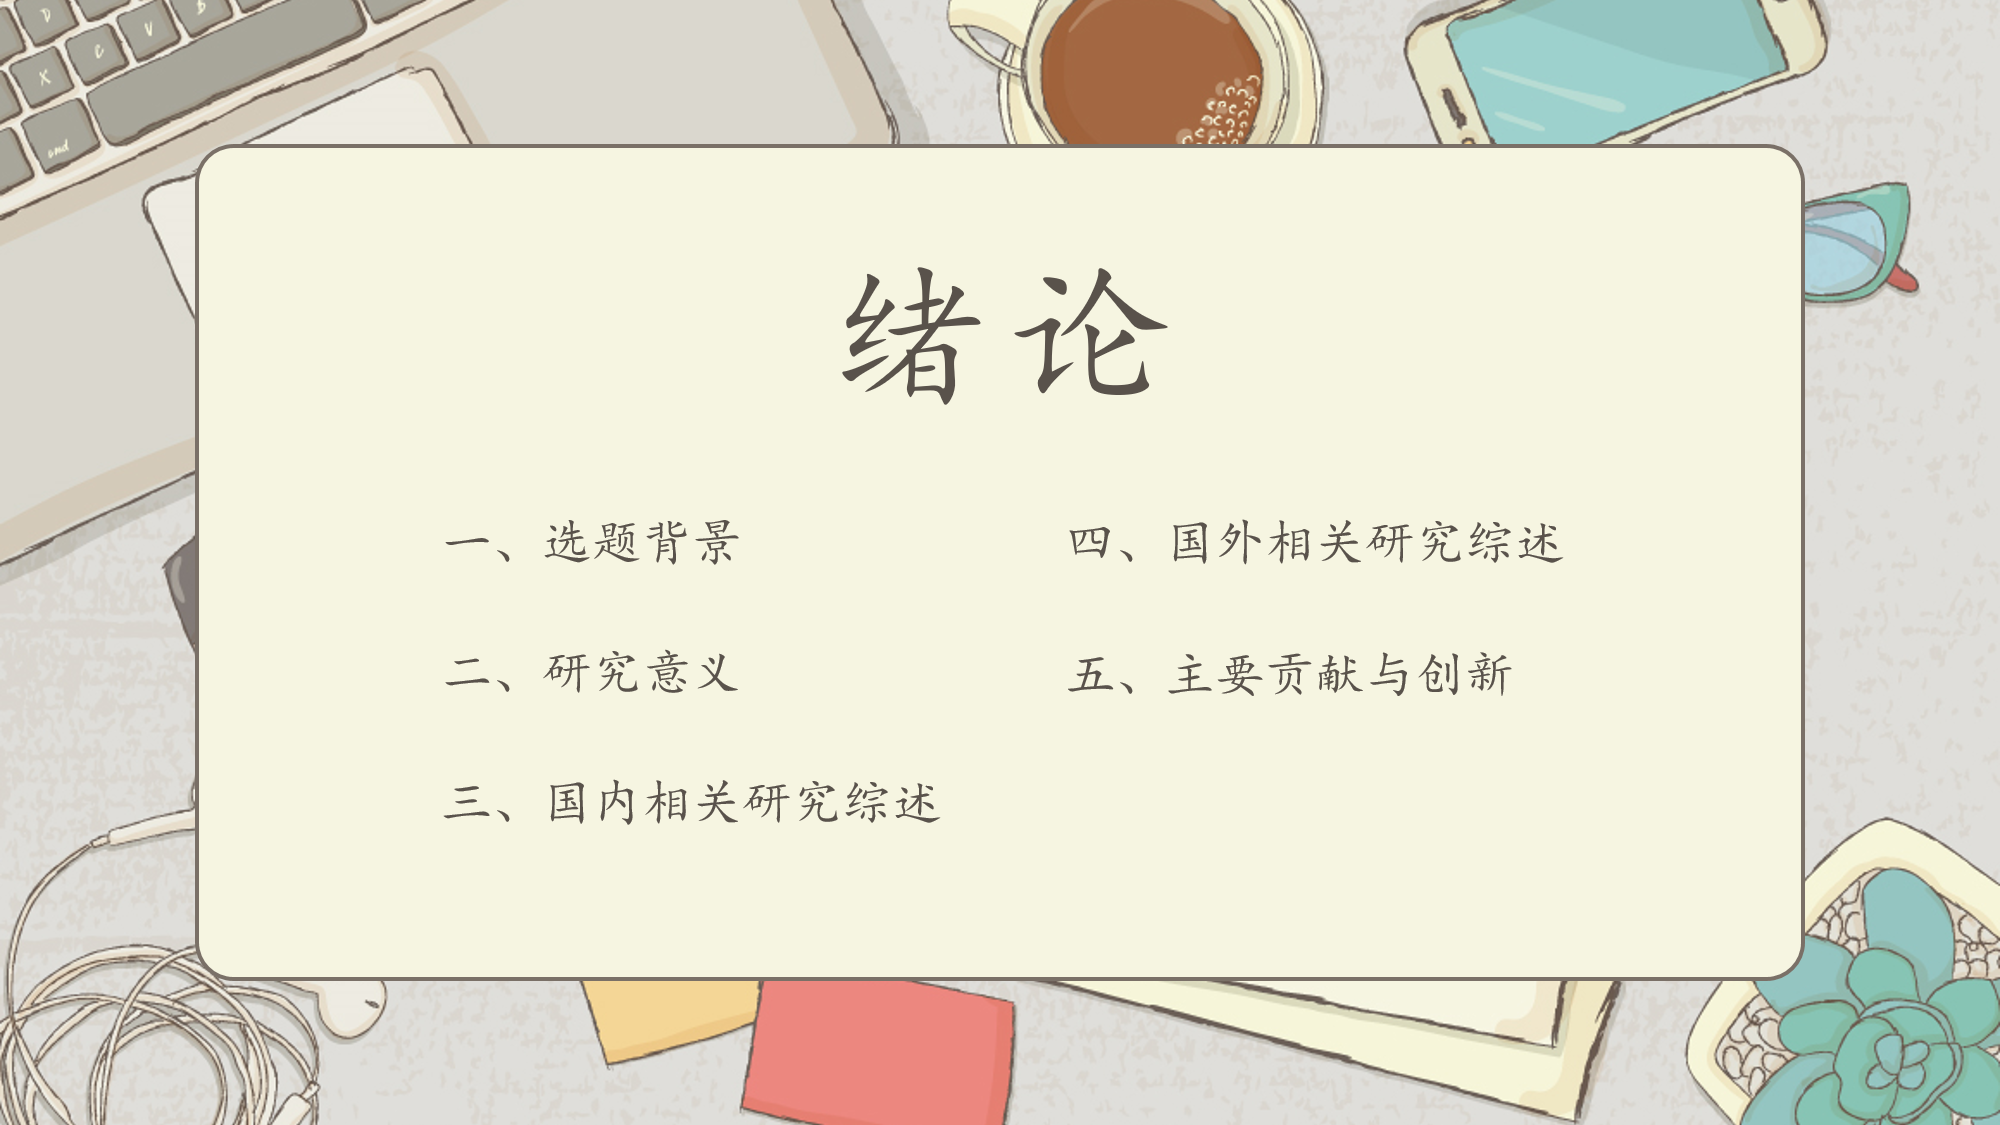 D
X
C
V
B
cmd
绪论
一、选题背景
二、研究意义
三、国内相关研究综述
四、国外相关研究综述
五、主要贡献与创新